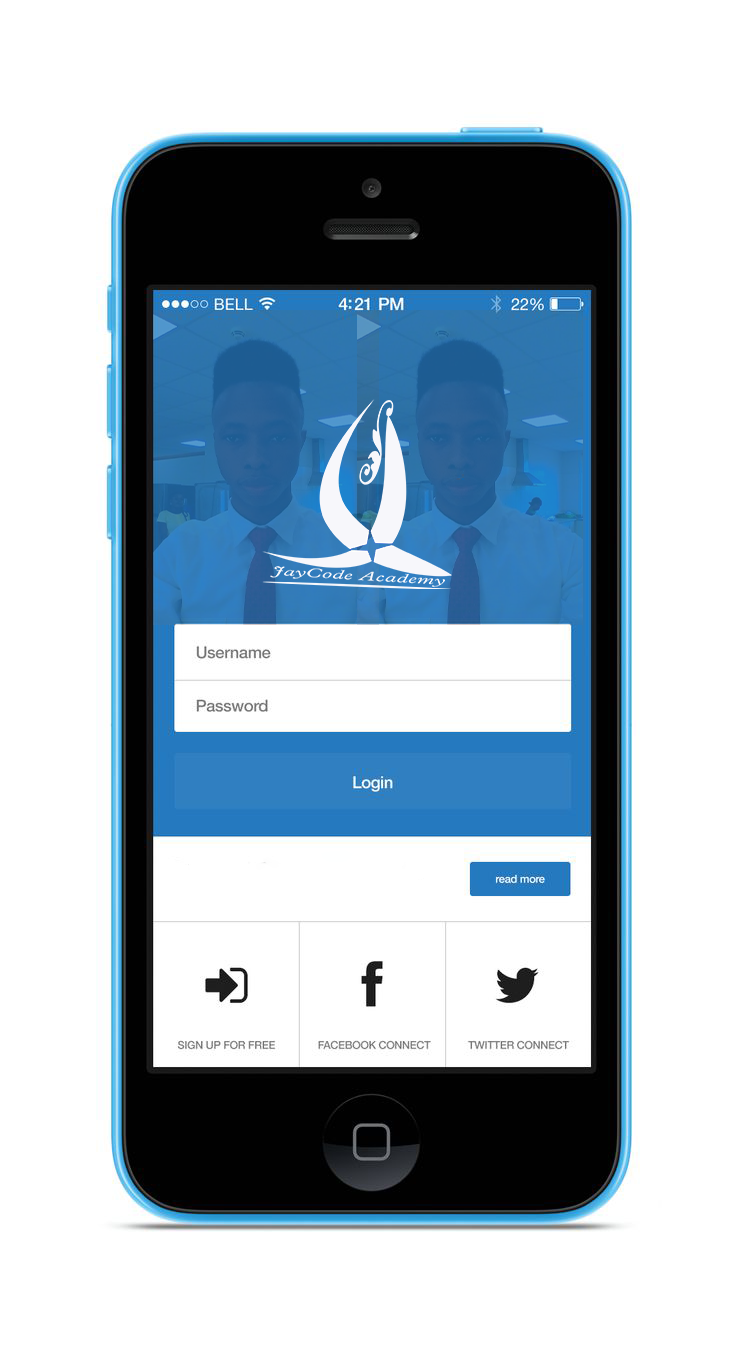 BELL 4:21 PM 22%
JayCode Academy
Username
Password
Login
read more
SIGN UP FOR FREE FACEBOOK CONNECT TWITTER CONNECT